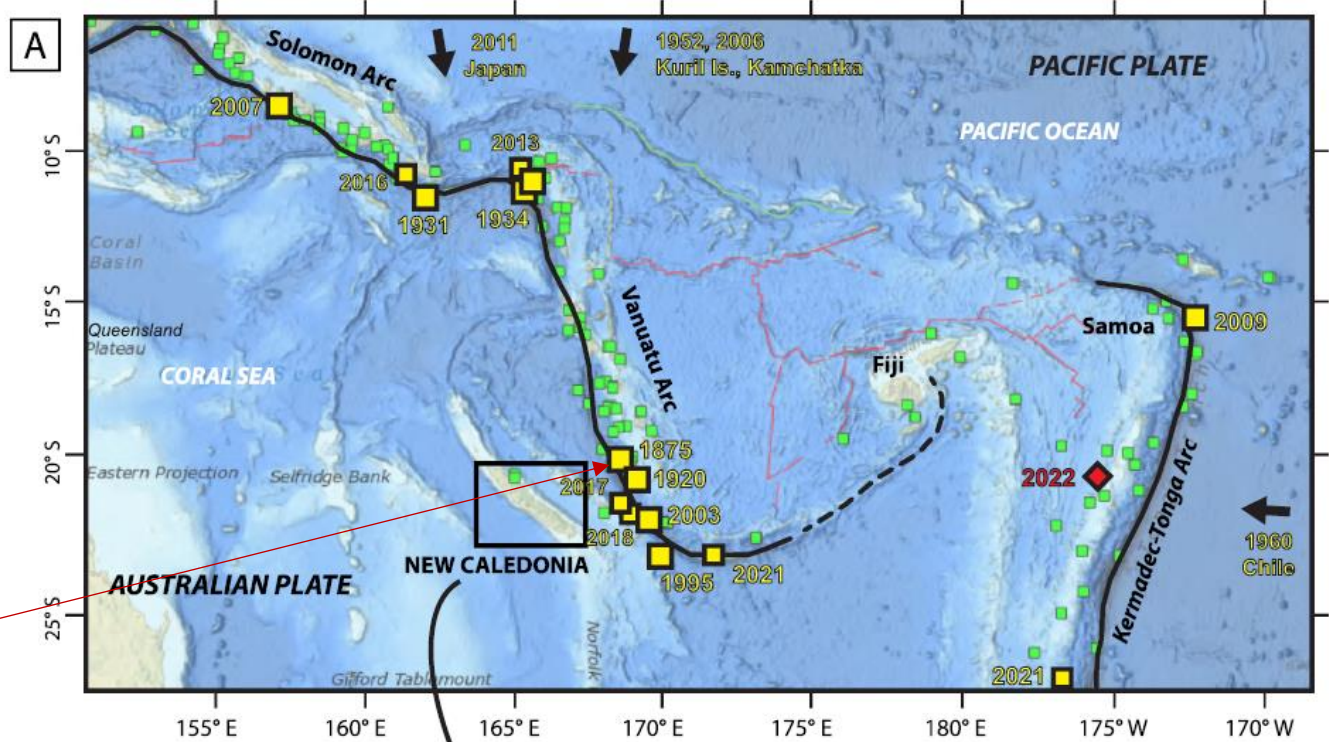 A
Solomon Arc
2011
Japan
1952, 2006
Kuril Is., Kamchatka
PACIFIC PLATE
PACIFIC OCEAN
2007
2013
2016
1931
1934
10° S
Coral
Basin
15° S
Queensland
Plateau
CORAL SEA
Vanuatu Arc
Fiji
Samoa
2009
20° S
Eastern Projection
Selfridge Bank
1875
1920
2017
2003
2018
2022
NEW CALEDONIA
1995
2021
1960
Chile
AUSTRALIAN PLATE
Kermadec-Tonga Arc
25° S
Norfolk
Gifford Tablemount
2021
155° E
160° E
165° E
170° E
175° E
180° E
175° W
170° W